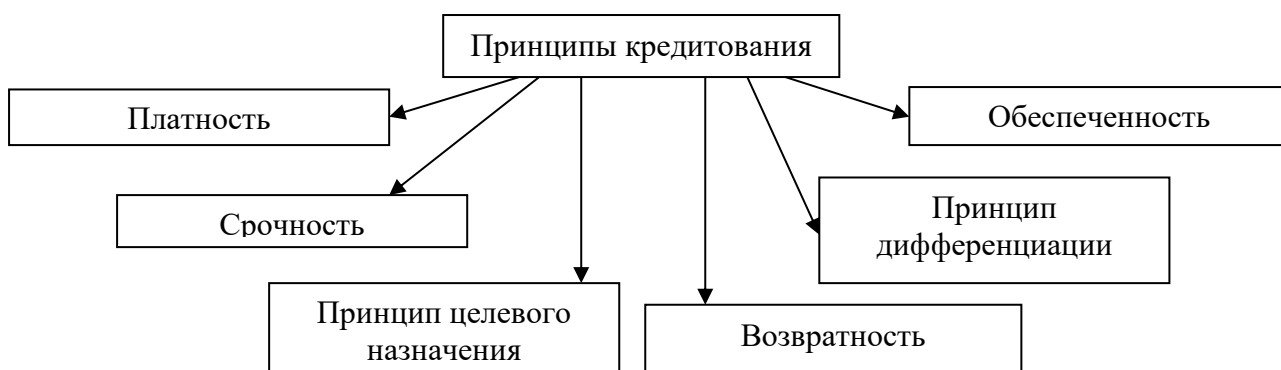 Принципы кредитования
Платность
Обеспеченность
Срочность
Принцип
дифференциации
Принцип целевого
назначения
Возвратность